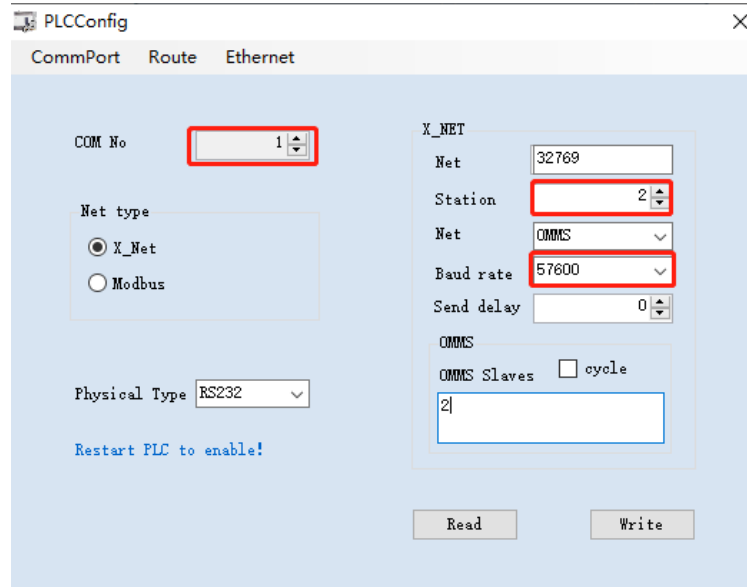 PLCConfig
CommPort Route Ethernet
COM No 1
Net type
X_Net
Modbus
Physical Type RS232
Restart PLC to enable!
X_NET
Net 32769
Station 2
Net OMMS
Baud rate 57600
Send delay 0
OMMS
OMMS Slaves cycle
2
Read Write